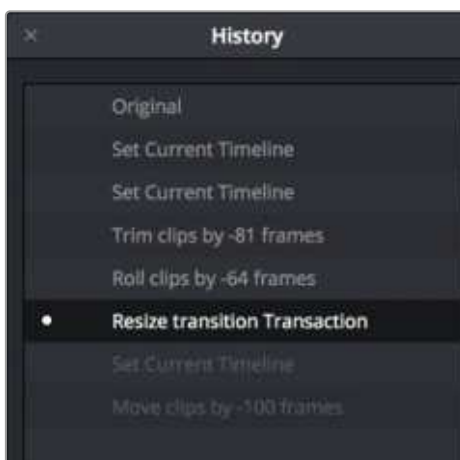 History
Original
Set Current Timeline
Set Current Timeline
Trim clips by -81 frames
Roll clips by -64 frames
Resize transition Transaction
Set Current Timeline
Move clips by -100 frames